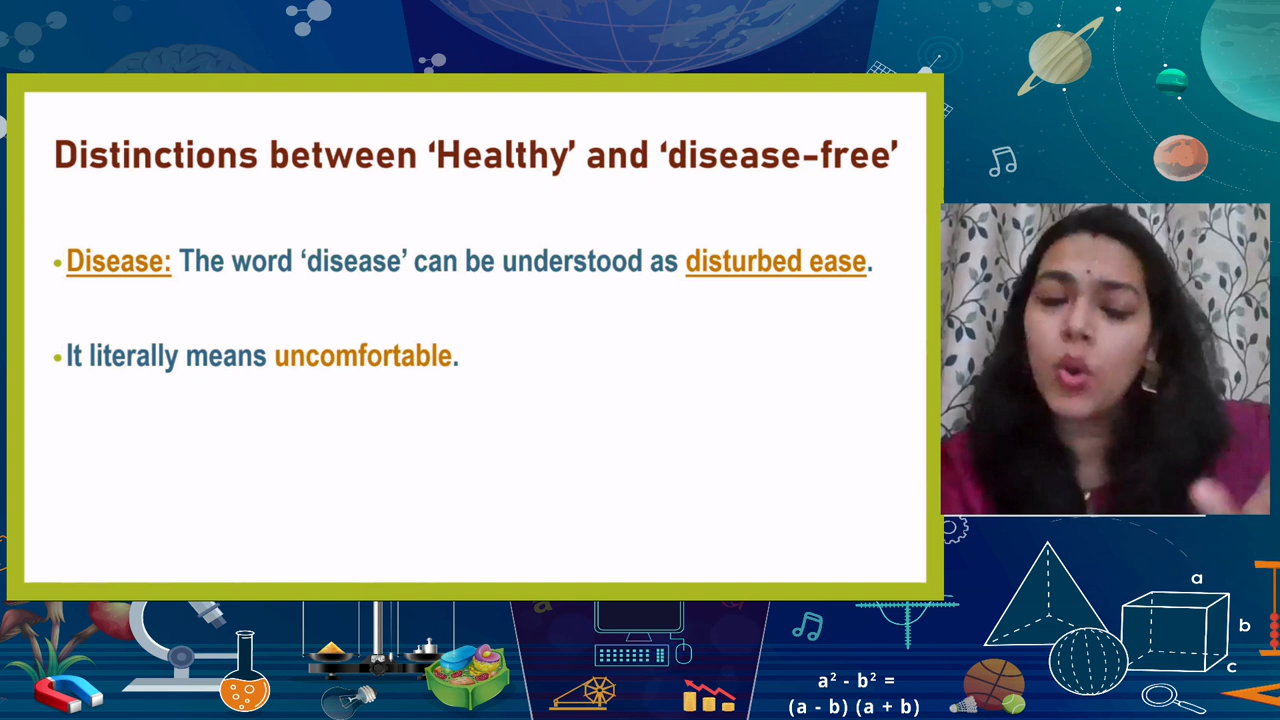 Distinctions between ‘Healthy’ and ‘disease-free’
•Disease: The word ‘disease’ can be understood as disturbed ease.
•It literally means uncomfortable.
a
b
c
a² - b² =
(a - b) (a + b)